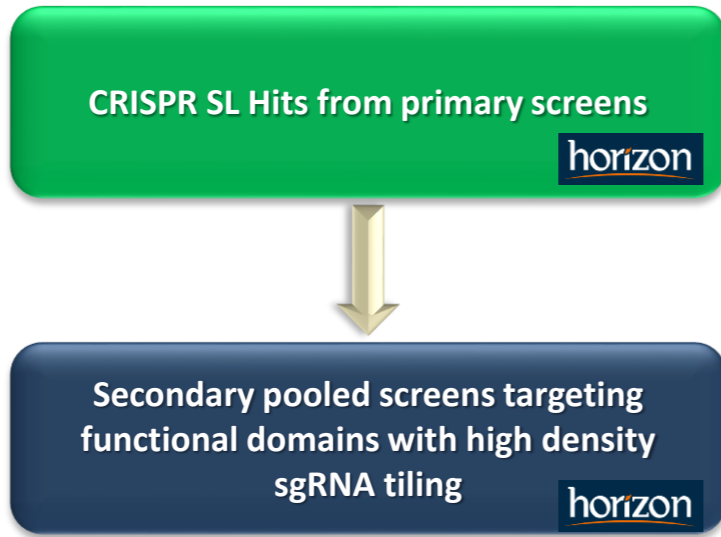 CRISPR SL Hits from primary screens
horizon
Secondary pooled screens targeting
functional domains with high density
sgRNA tiling
horizon